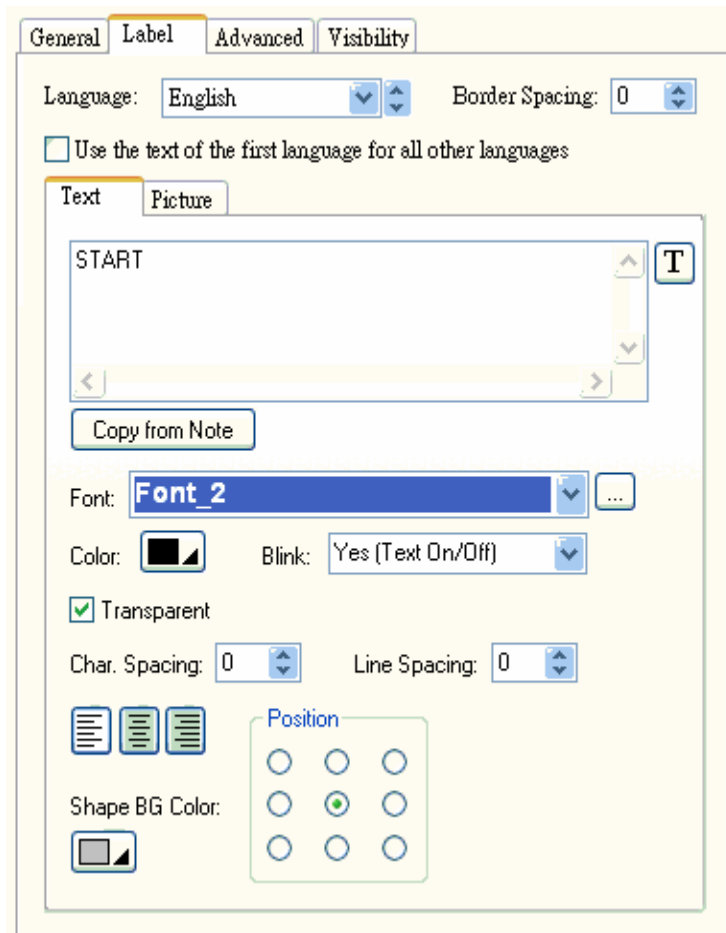 General Label Advanced Visibility
Language: English Border Spacing: 0
Use the text of the first language for all other languages
Text Picture
START
T
Copy from Note
Font: Font_2 ...
Color: Blink: Yes (Text On/Off)
Transparent
Char. Spacing: 0 Line Spacing: 0
Position
Shape BG Color: